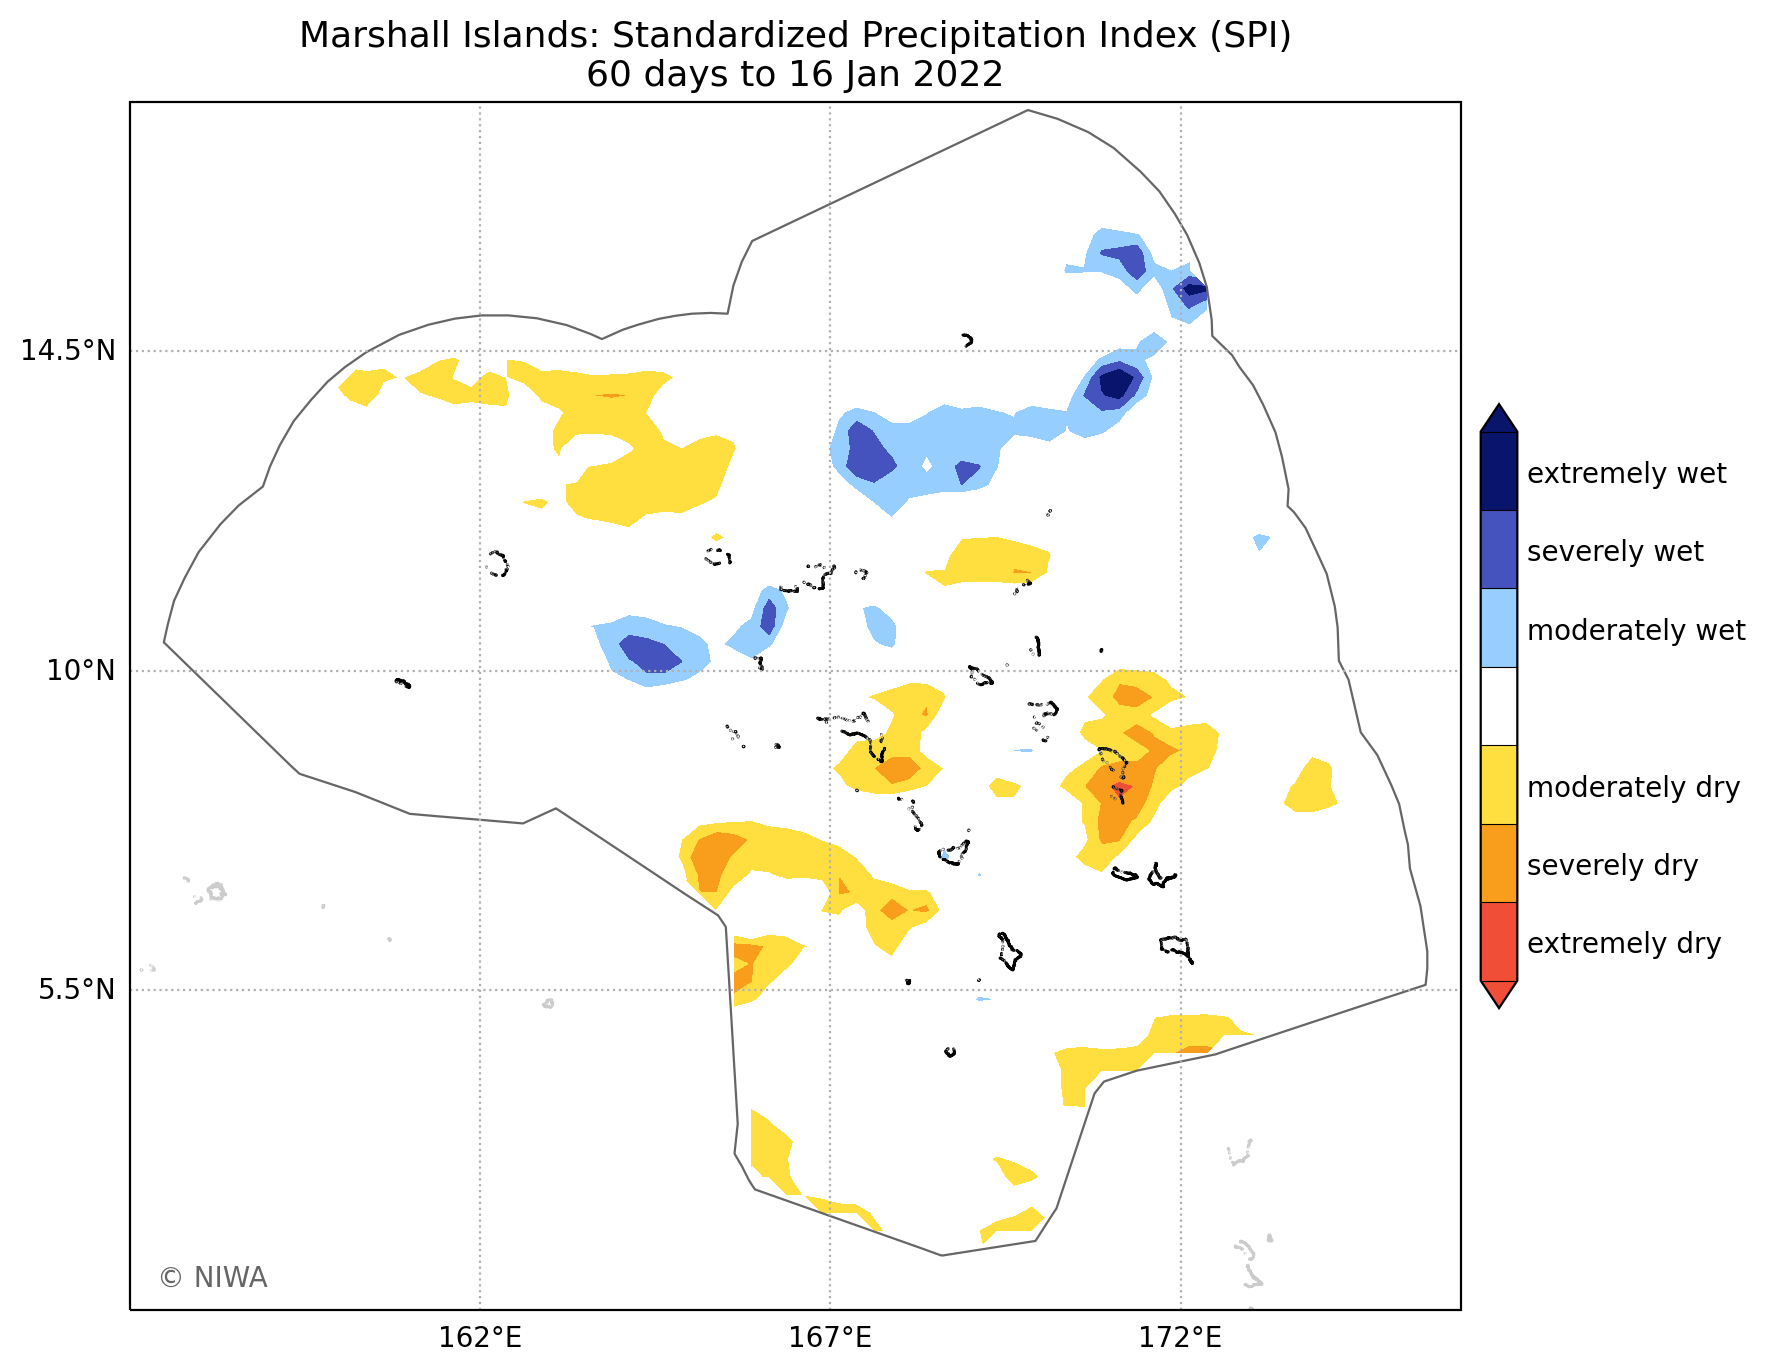 Marshall Islands: Standardized Precipitation Index (SPI)
60 days to 16 Jan 2022
14.5°N
10°N
5.5°N
162°E
167°E
172°E
extremely wet
severely wet
moderately wet
moderately dry
severely dry
extremely dry
© NIWA